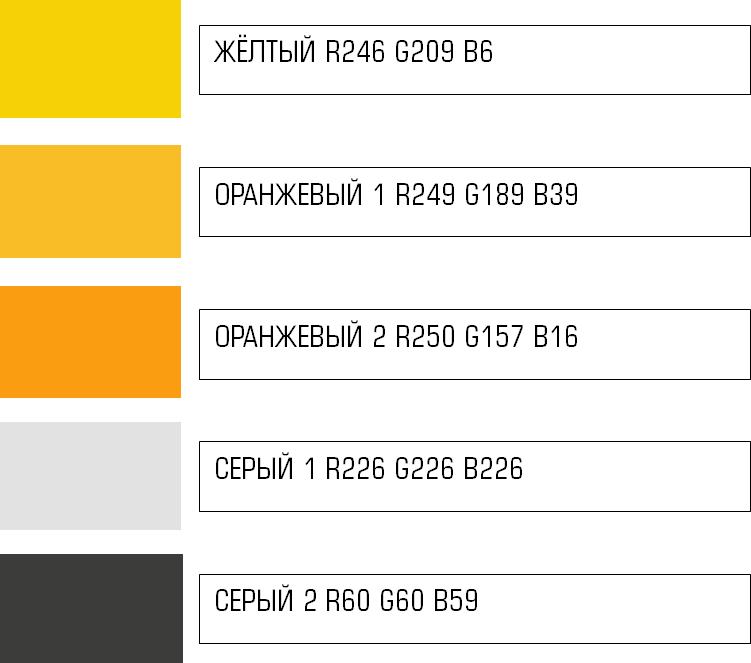 ЖЁЛТЫЙ R246 G209 B6
ОРАНЖЕВЫЙ 1 R249 G189 B39
ОРАНЖЕВЫЙ 2 R250 G157 B16
СЕРЫЙ 1 R226 G226 B226
СЕРЫЙ 2 R60 G60 B59